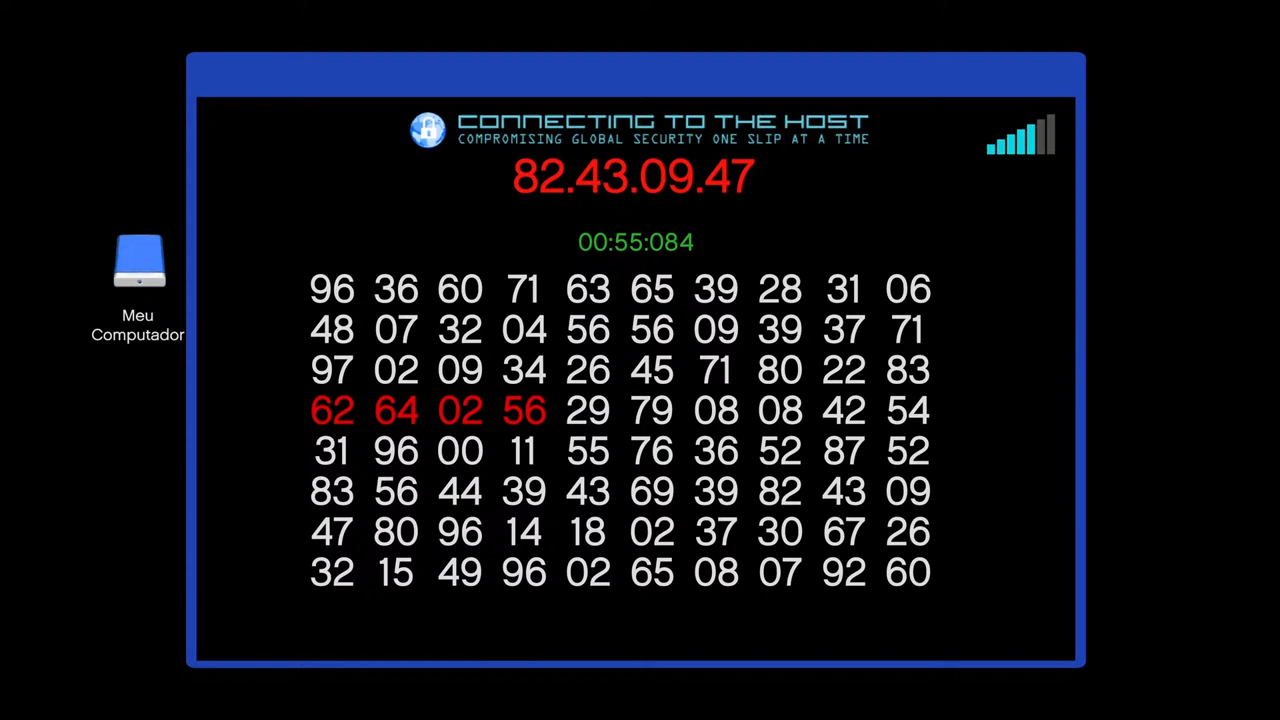 CONNECTING TO THE HOST
COMPROMISING GLOBAL SECURITY ONE SLIP AT A TIME
82.43.09.47
00:55:084
96 36 60 71 63 65 39 28 31 06
48 07 32 04 56 56 09 39 37 71
97 02 09 34 26 45 71 80 22 83
62 64 02 56 29 79 08 08 42 54
31 96 00 11 55 76 36 52 87 52
83 56 44 39 43 69 39 82 43 09
47 80 96 14 18 02 37 30 67 26
32 15 49 96 02 65 08 07 92 60
Meu
Computador